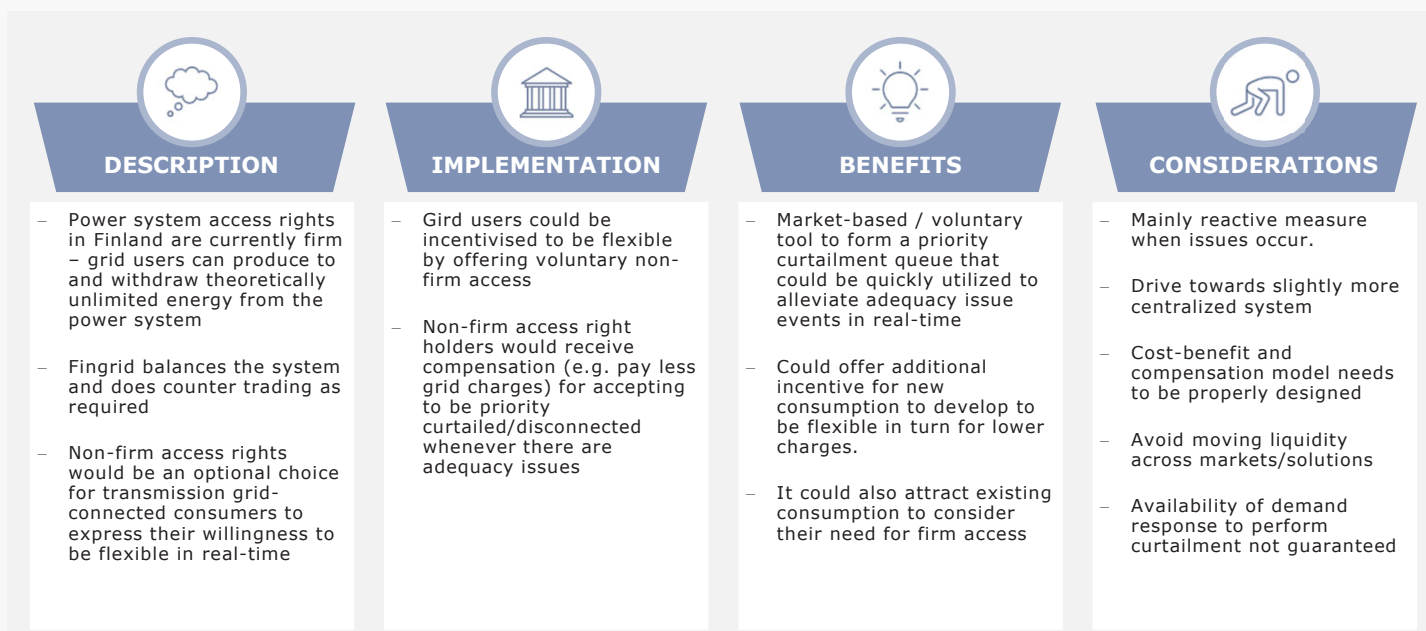 DESCRIPTION
– Power system access rights
in Finland are currently firm
– grid users can produce to
and withdraw theoretically
unlimited energy from the
power system
– Fingrid balances the system
and does counter trading as
required
– Non-firm access rights
would be an optional choice
for transmission grid-
connected consumers to
express their willingness to
be flexible in real-time
IMPLEMENTATION
– Gird users could be
incentivised to be flexible
by offering voluntary non-
firm access
– Non-firm access right
holders would receive
compensation (e.g. pay less
grid charges) for accepting
to be priority
curtailed/disconnected
whenever there are
adequacy issues
BENEFITS
– Market-based / voluntary
tool to form a priority
curtailment queue that
could be quickly utilized to
alleviate adequacy issue
events in real-time
– Could offer additional
incentive for new
consumption to develop to
be flexible in turn for lower
charges.
– It could also attract existing
consumption to consider
their need for firm access
CONSIDERATIONS
– Mainly reactive measure
when issues occur.
– Drive towards slightly more
centralized system
– Cost-benefit and
compensation model needs
to be properly designed
– Avoid moving liquidity
across markets/solutions
– Availability of demand
response to perform
curtailment not guaranteed